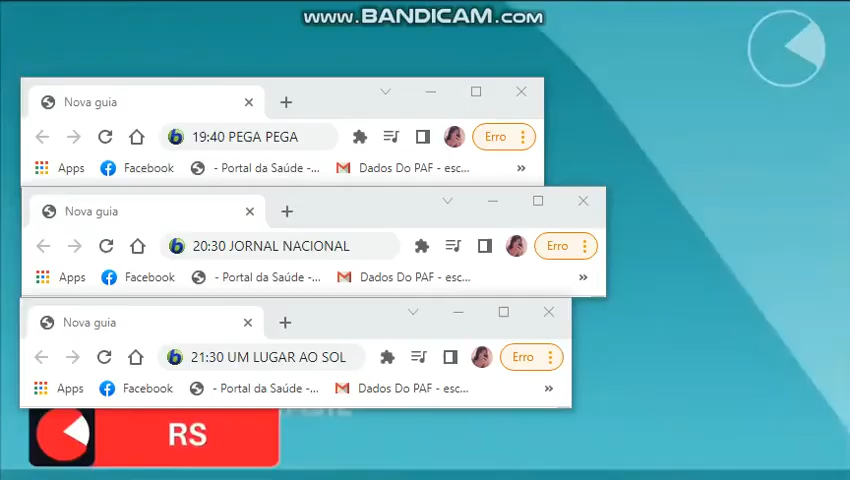 www.BANDICAM.com
Nova guia
19:40 PEGA PEGA
Erro
Apps Facebook - Portal da Saúde -... Dados Do PAF - esc... »
Nova guia
20:30 JORNAL NACIONAL
Erro
Apps Facebook - Portal da Saúde -... Dados Do PAF - esc... »
Nova guia
21:30 UM LUGAR AO SOL
Erro
Apps Facebook - Portal da Saúde -... Dados Do PAF - esc... »
RS